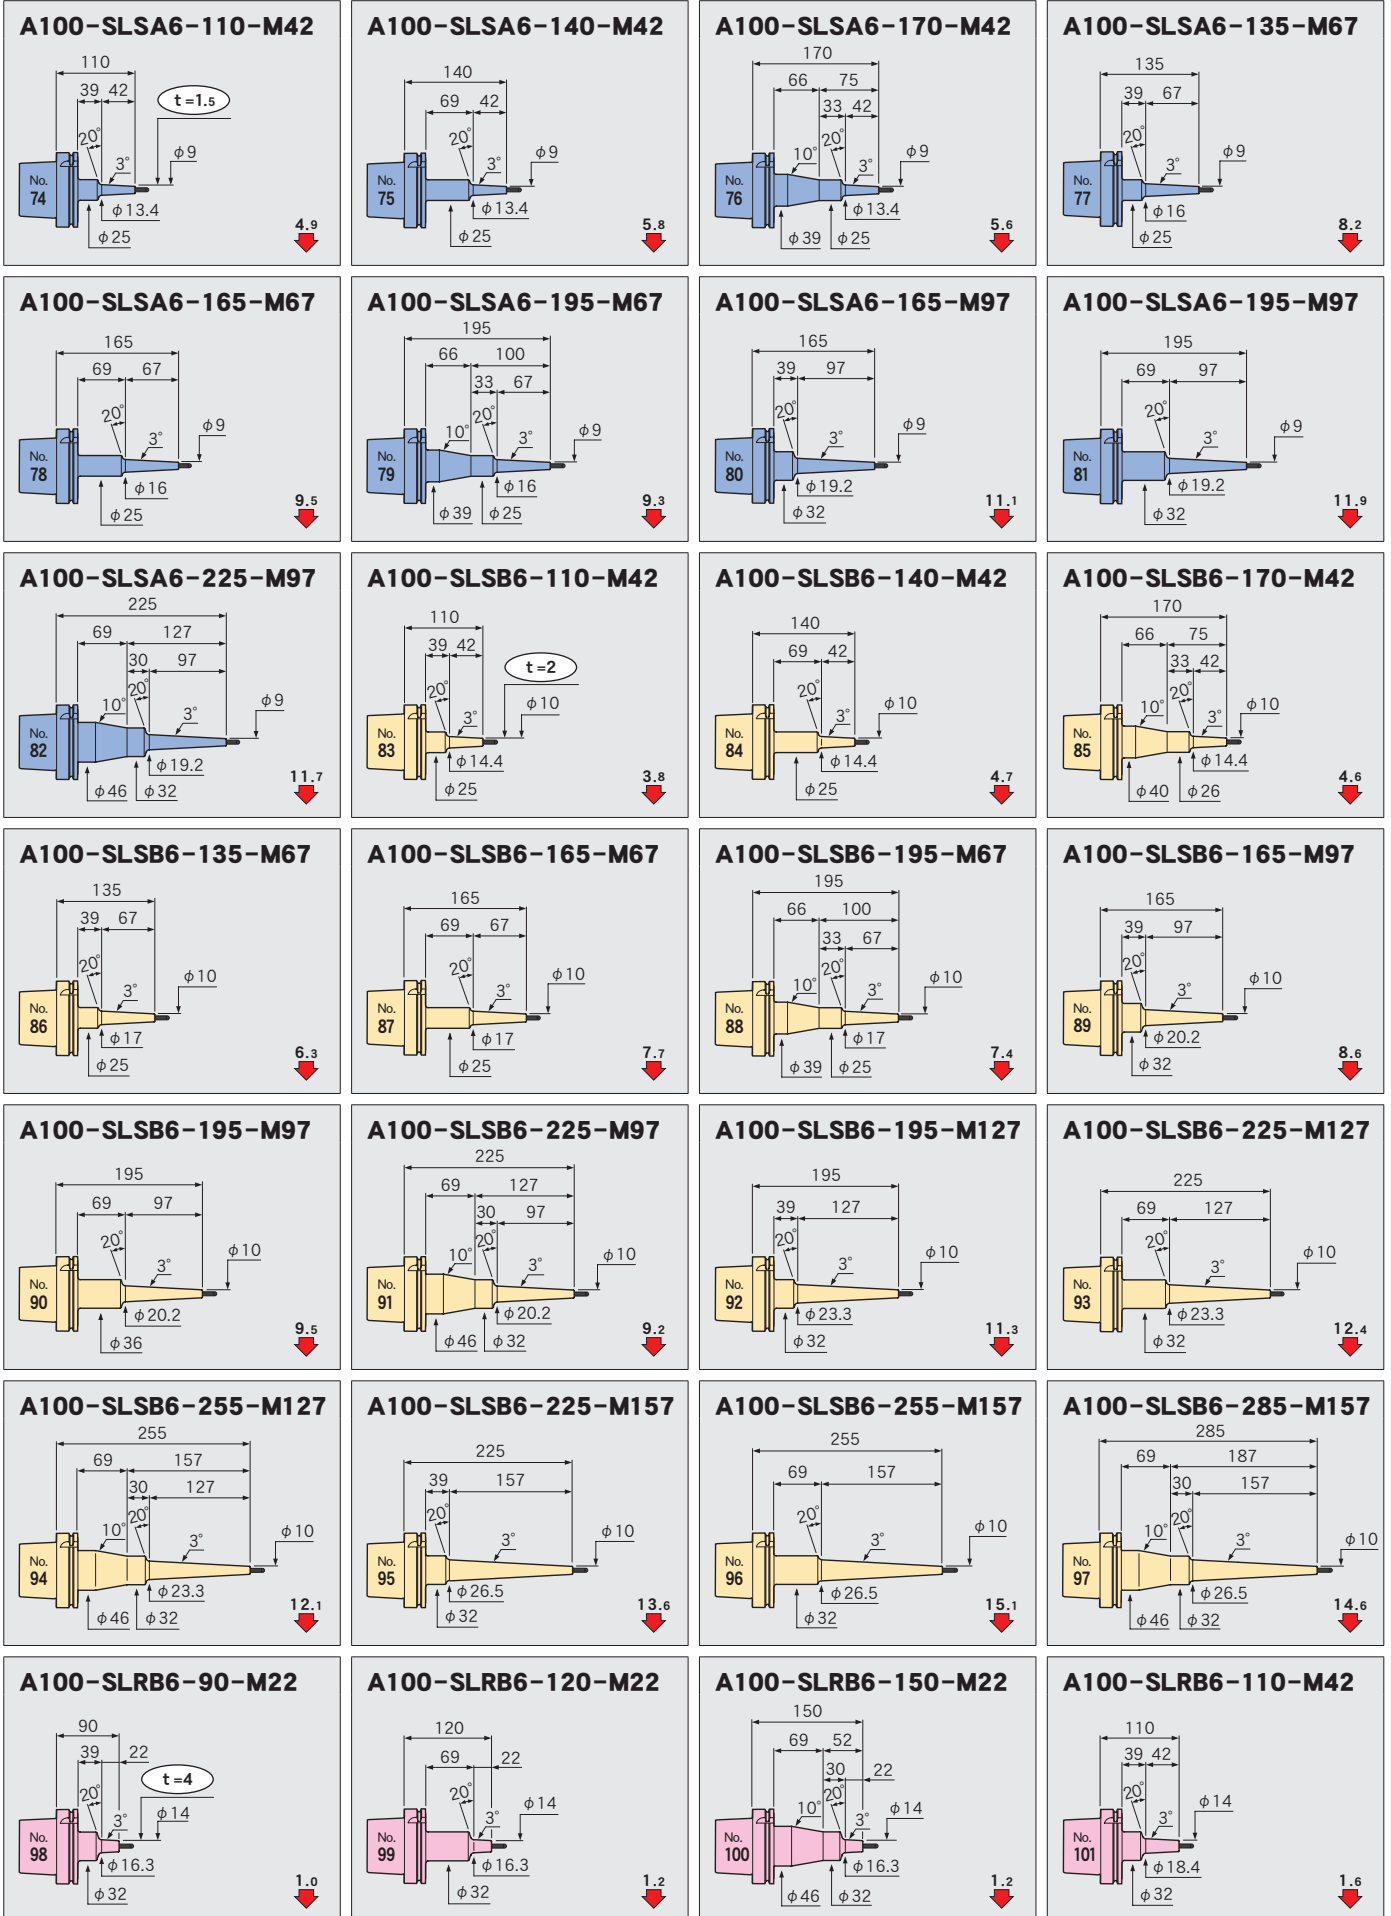 A100-SLSA6-110-M42
110
39 42
t=1.5
20°
3°
φ9
No.
74
φ13.4
φ25
4.9
A100-SLSA6-140-M42
140
69 42
20°
3°
φ9
No.
75
φ13.4
φ25
5.8
A100-SLSA6-170-M42
170
66 75
33 42
20°
10°
3°
φ9
No.
76
φ13.4
φ39 φ25
5.6
A100-SLSA6-135-M67
135
39 67
20°
3°
φ9
No.
77
φ16
φ25
8.2
A100-SLSA6-165-M67
165
69 67
20°
3°
φ9
No.
78
φ16
φ25
9.5
A100-SLSA6-195-M67
195
66 100
33 67
20°
10°
3°
φ9
No.
79
φ16
φ39 φ25
9.3
A100-SLSA6-165-M97
165
39 97
20°
3°
φ9
No.
80
φ19.2
φ32
11.1
A100-SLSA6-195-M97
195
69 97
20°
3°
φ9
No.
81
φ19.2
φ32
11.9
A100-SLSA6-225-M97
225
69 127
30 97
20°
10°
3°
φ9
No.
82
φ19.2
φ46 φ32
11.7
A100-SLSB6-110-M42
110
39 42
t=2
20°
3°
φ10
No.
83
φ14.4
φ25
3.8
A100-SLSB6-140-M42
140
69 42
20°
3°
φ10
No.
84
φ14.4
φ25
4.7
A100-SLSB6-170-M42
170
66 75
33 42
20°
10°
3°
φ10
No.
85
φ14.4
φ40 φ26
4.6
A100-SLSB6-135-M67
135
39 67
20°
3°
φ10
No.
86
φ17
φ25
6.3
A100-SLSB6-165-M67
165
69 67
20°
3°
φ10
No.
87
φ17
φ25
7.7
A100-SLSB6-195-M67
195
66 100
33 67
20°
10°
3°
φ10
No.
88
φ17
φ39 φ25
7.4
A100-SLSB6-165-M97
165
39 97
20°
3°
φ10
No.
89
φ20.2
φ32
8.6
A100-SLSB6-195-M97
195
69 97
20°
3°
φ10
No.
90
φ20.2
φ36
9.5
A100-SLSB6-225-M97
225
69 127
30 97
20°
10°
3°
φ10
No.
91
φ20.2
φ46 φ32
9.2
A100-SLSB6-195-M127
195
39 127
20°
3°
φ10
No.
92
φ23.3
φ32
11.3
A100-SLSB6-225-M127
225
69 127
20°
3°
φ10
No.
93
φ23.3
φ32
12.4
A100-SLSB6-255-M127
255
69 157
30 127
20°
10°
3°
φ10
No.
94
φ23.3
φ46 φ32
12.1
A100-SLSB6-225-M157
225
39 157
20°
3°
φ10
No.
95
φ26.5
φ32
13.6
A100-SLSB6-255-M157
255
69 157
20°
3°
φ10
No.
96
φ26.5
φ32
15.1
A100-SLSB6-285-M157
285
69 187
30 157
20°
10°
3°
φ10
No.
97
φ26.5
φ46 φ32
14.6
A100-SLRB6-90-M22
90
39 22
t=4
20°
3°
φ14
No.
98
φ16.3
φ32
1.0
A100-SLRB6-120-M22
120
69 22
20°
3°
φ14
No.
99
φ16.3
φ32
1.2
A100-SLRB6-150-M22
150
69 52
30 22
20°
10°
3°
φ14
No.
100
φ16.3
φ46 φ32
1.2
A100-SLRB6-110-M42
110
39 42
20°
3°
φ14
No.
101
φ18.4
φ32
1.6